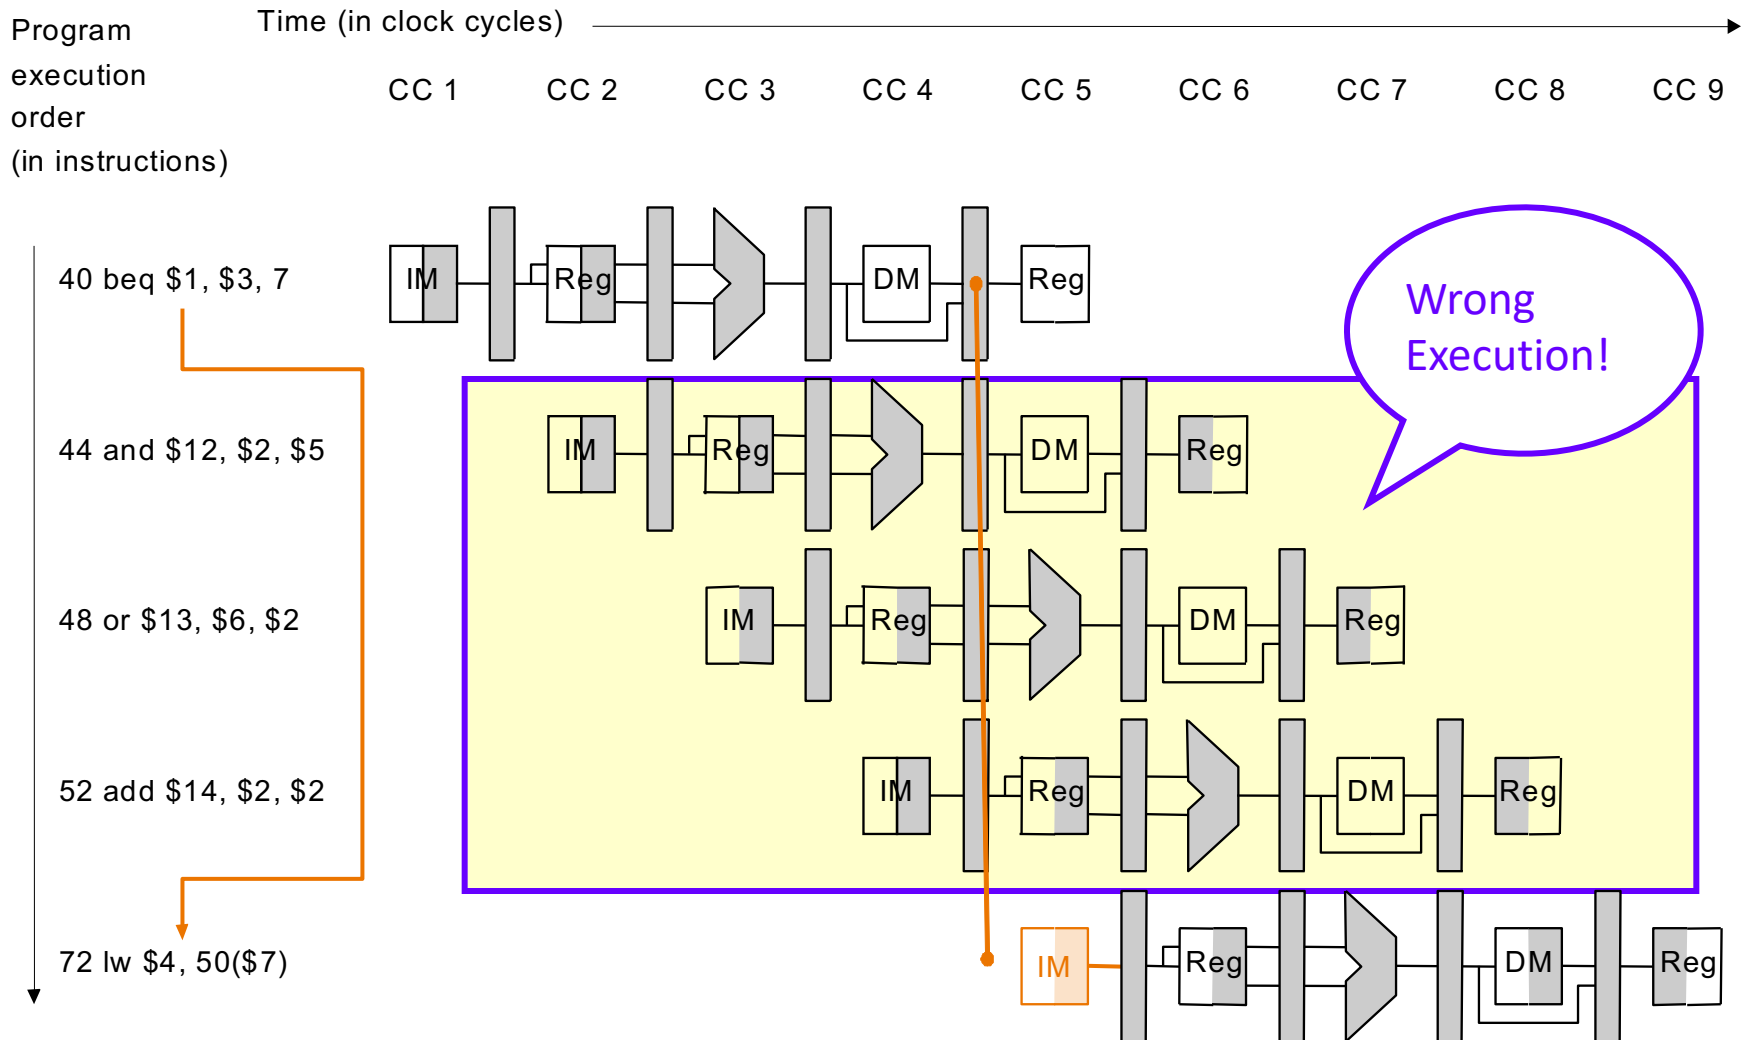 Program
execution
order
(in instructions)
Time (in clock cycles)
CC 1 CC 2 CC 3 CC 4 CC 5 CC 6 CC 7 CC 8 CC 9
40 beq $1, $3, 7
IM Reg DM Reg
Wrong
Execution!
44 and $12, $2, $5
IM Reg DM Reg
48 or $13, $6, $2
IM Reg DM Reg
52 add $14, $2, $2
IM Reg DM Reg
72 lw $4, 50($7)
IM Reg DM Reg